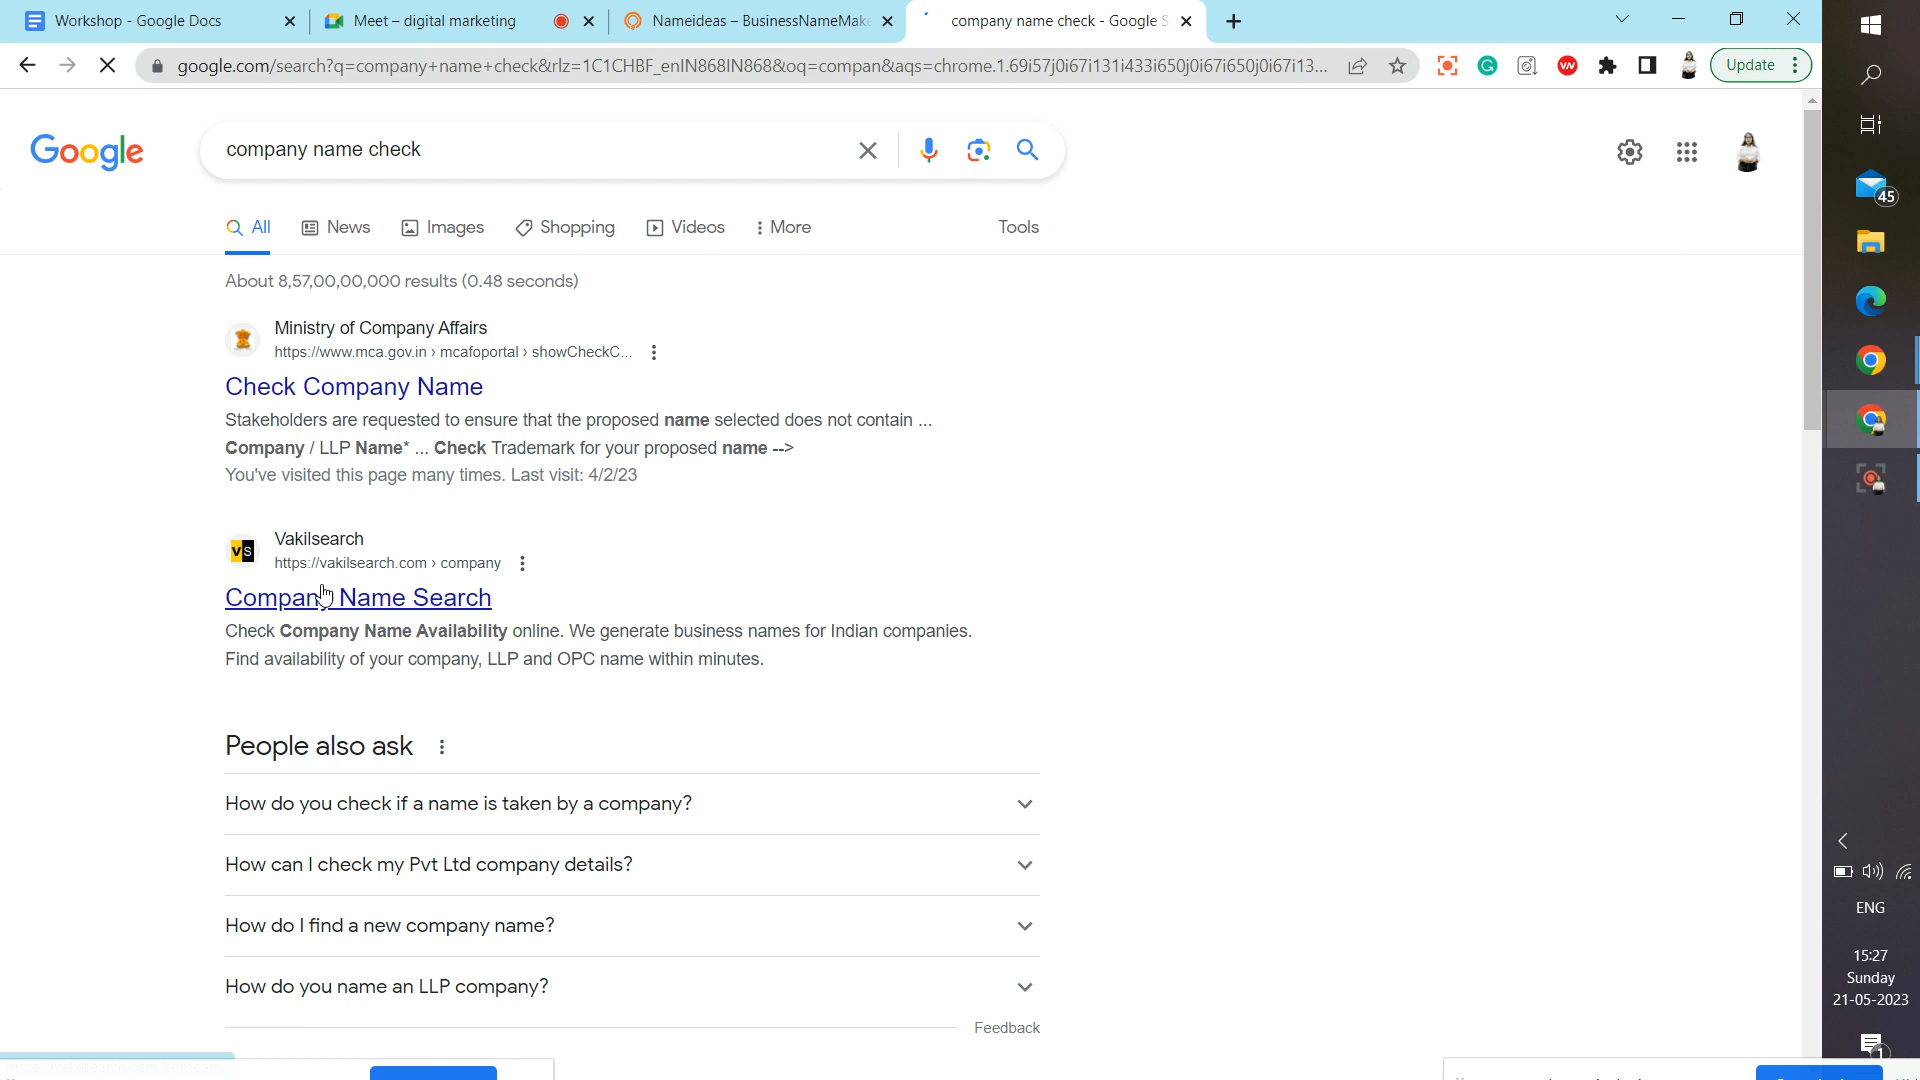 Workshop - Google Docs
Meet – digital marketing
Nameideas – BusinessNameMake
company name check - Google S
google.com/search?q=company+name+check&rlz=1C1CHBF_enIN868IN868&oq=compan&aqs=chrome.1.69i57j0i67i131i433i650j0i67i650j0i67i13...
Update
Google
company name check
All
News
Images
Shopping
Videos
More
Tools
About 8,57,00,00,000 results (0.48 seconds)
Ministry of Company Affairs
https://www.mca.gov.in › mcafoportal › showCheckC...
Check Company Name
Stakeholders are requested to ensure that the proposed name selected does not contain ...
Company / LLP Name* ... Check Trademark for your proposed name -->
You've visited this page many times. Last visit: 4/2/23
VS
Vakilsearch
https://vakilsearch.com › company
Company Name Search
Check Company Name Availability online. We generate business names for Indian companies.
Find availability of your company, LLP and OPC name within minutes.
People also ask
How do you check if a name is taken by a company?
How can I check my Pvt Ltd company details?
How do I find a new company name?
How do you name an LLP company?
Feedback
45
ENG
15:27
Sunday
21-05-2023
1